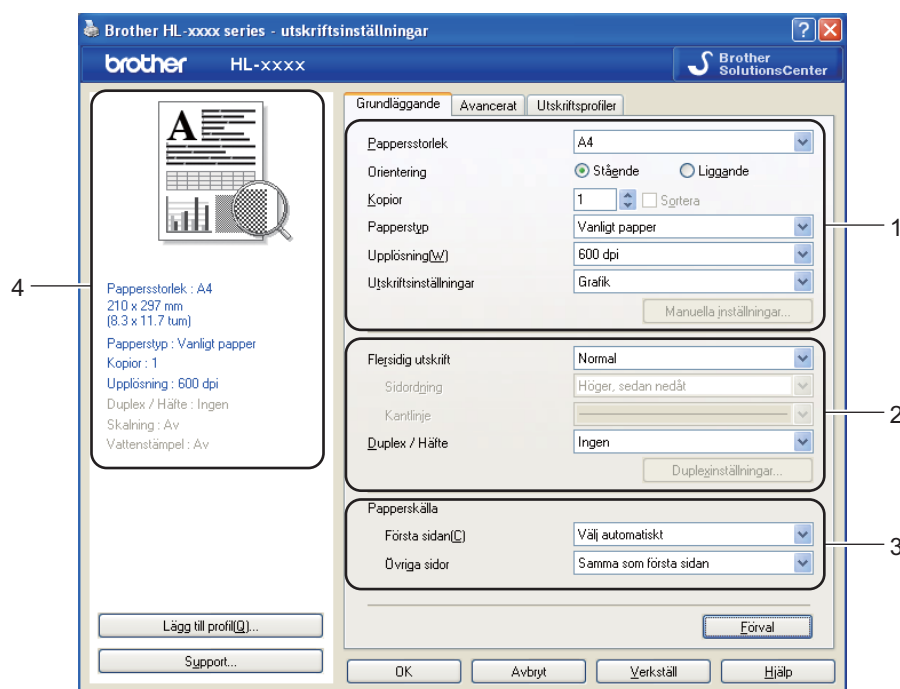 Brother HL-xxxx series - utskriftsinställningar
brother HL-xxxx
Brother
SolutionsCenter
A
Pappersstorlek : A4
210 x 297 mm
(8.3 x 11.7 tum)
Papperstyp : Vanligt papper
Kopior : 1
Upplösning : 600 dpi
Duplex / Häfte : Ingen
Skalning : Av
Vattenstämpel : Av
4
Lägg till profil(Q)...
Support...
Grundläggande Avancerat Utskriftsprofiler
Pappersstorlek A4
Orientering Stående Liggande
Kopior 1 Sortera
Papperstyp Vanligt papper
Upplösning(W) 600 dpi
Utskriftsinställningar Grafik
Manuella inställningar...
1
Flersidig utskrift Normal
Sidordning Höger, sedan nedåt
Kantlinje
Duplex / Häfte Ingen
Duplexinställningar...
2
Papperskälla
Första sidan(C) Välj automatiskt
Övriga sidor Samma som första sidan
3
Förval
OK Avbryt Verkställ Hjälp